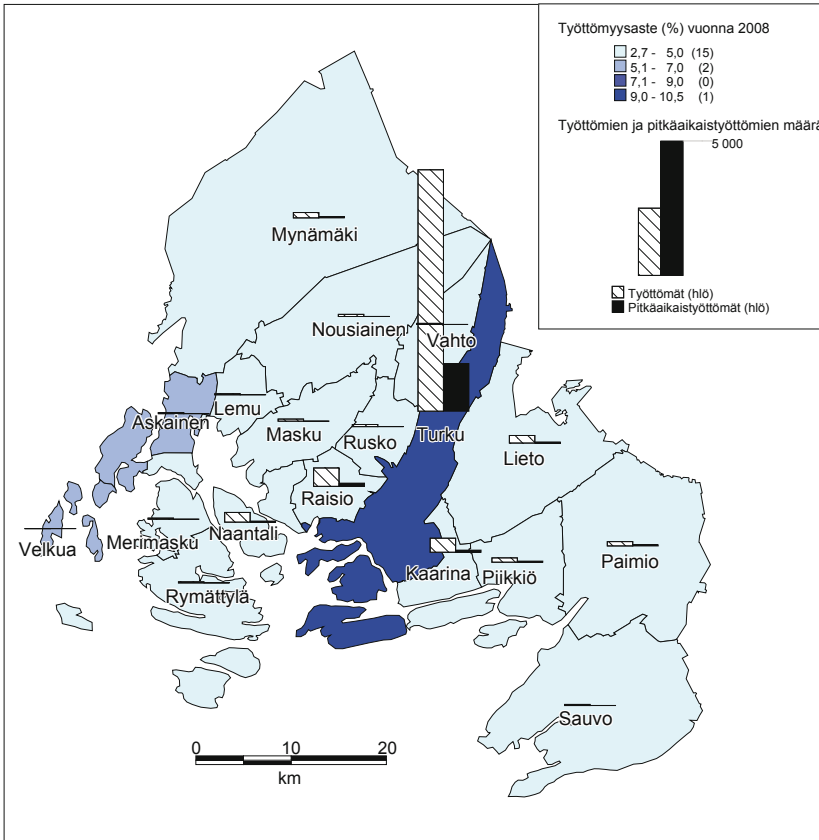 Työttömyysaste (%) vuonna 2008
2,7 - 5,0 (15)
5,1 - 7,0 (2)
7,1 - 9,0 (0)
9,0 - 10,5 (1)
Työttömien ja pitkäaikaistyöttömien määrä
5 000
Työttömät (hlö)
Pitkäaikaistyöttömät (hlö)
Mynämäki
Nousiainen
Vahto
Lemu
Askainen
Masku
Rusko
Turku
Lieto
Raisio
Naantali
Merimasku
Velkua
Kaarina
Piikkiö
Paimio
Rymättylä
Sauvo
0 10 20
km